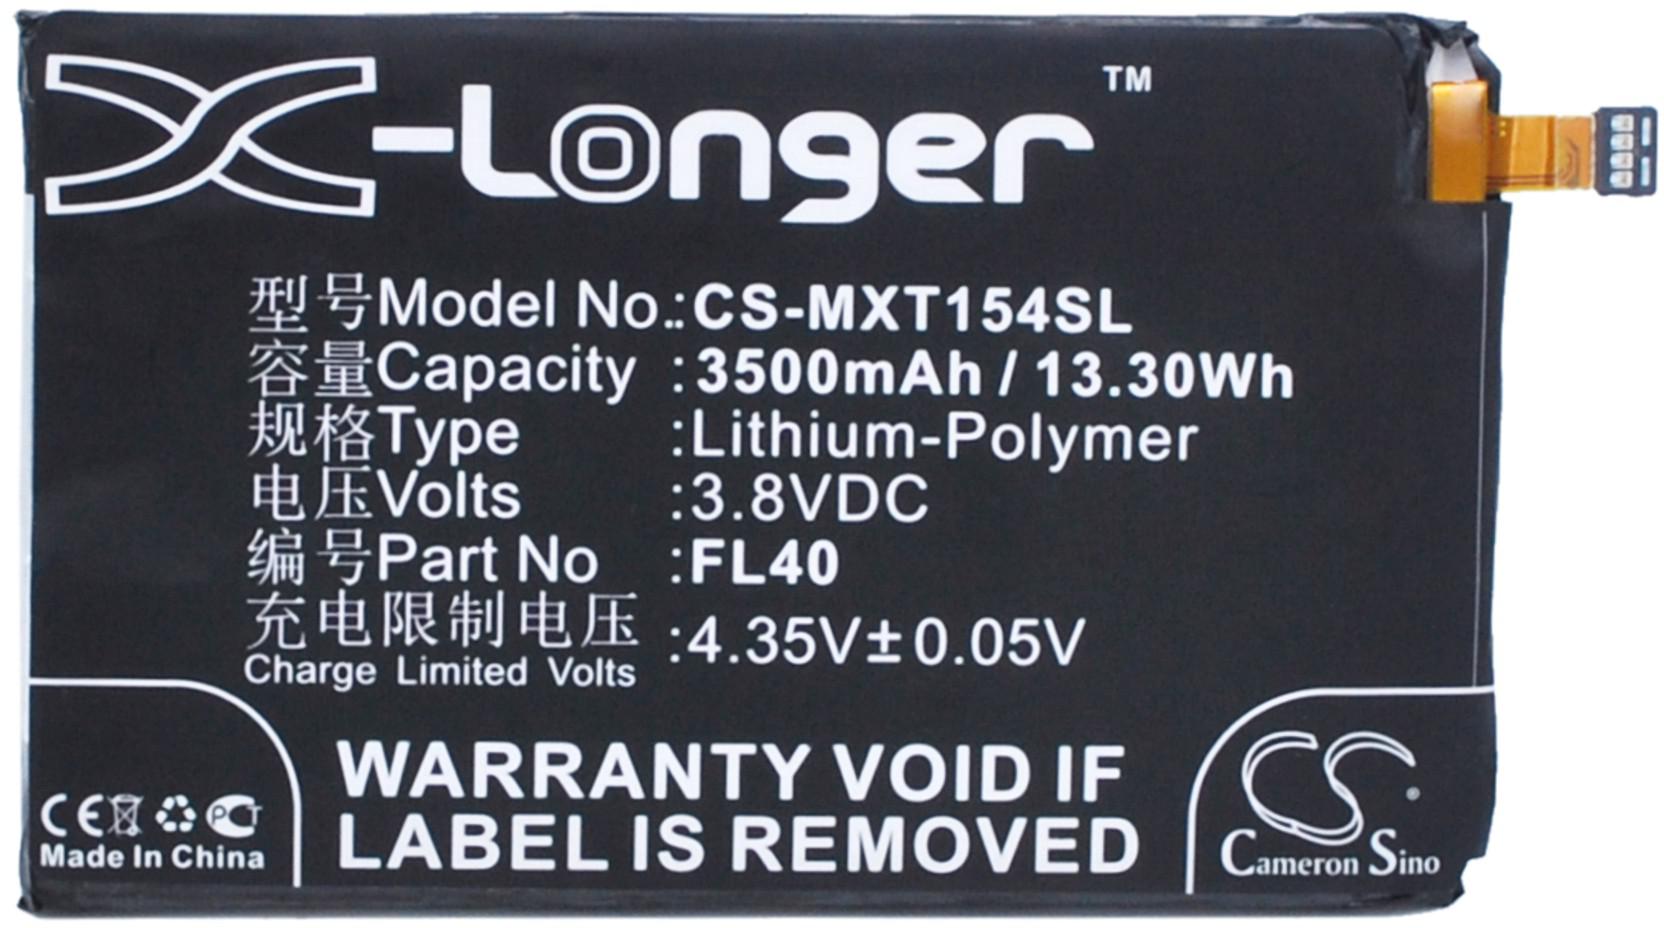 X-Longer™
型号Model No.:CS-MXT154SL
容量Capacity :3500mAh / 13.30Wh
规格Type :Lithium-Polymer
电压Volts :3.8VDC
编号Part No :FL40
充电限制电压 :4.35V±0.05V
Charge Limited Volts
WARRANTY VOID IF
LABEL IS REMOVED
CE PCT
Made In China
CS
Cameron Sino